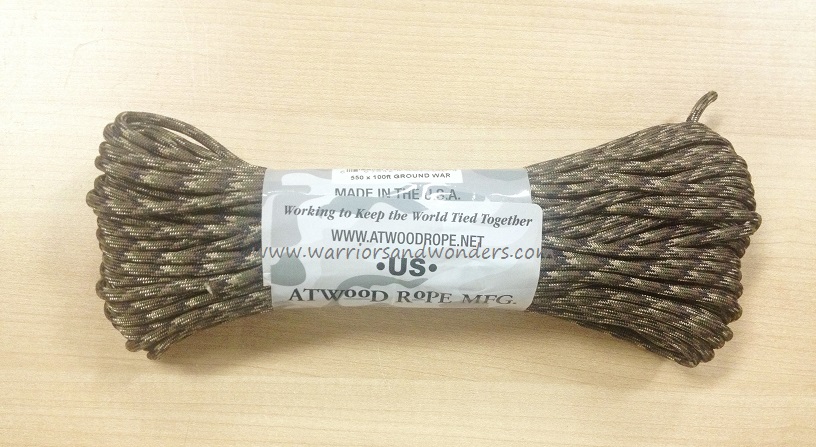 550 x 100ft GROUND WAR
MADE IN THE U.S.A.
Working to Keep the World Tied Together
WWW.ATWOODROPE.NET
www.warriorsandwonders.com
•US•
ATWOOD ROPE MFG.